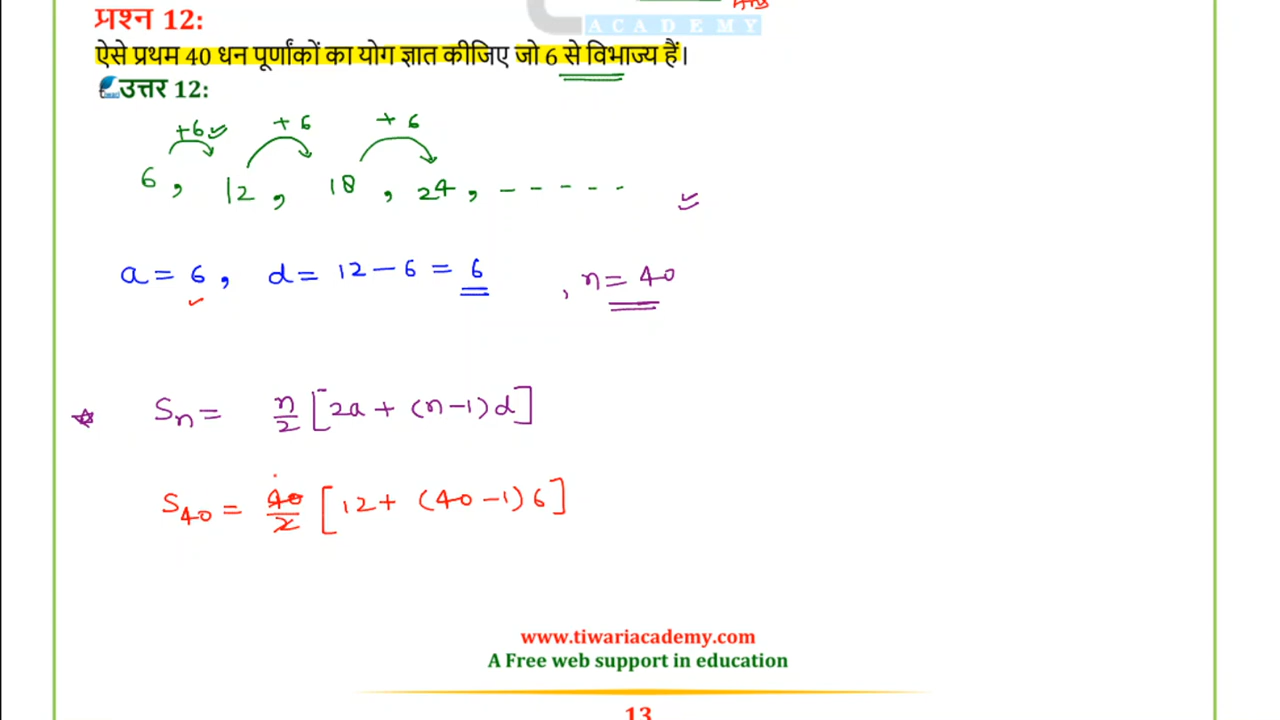 Ans
ACADEMY
प्रश्न 12:
ऐसे प्रथम 40 धन पूर्णांकों का योग ज्ञात कीजिए जो 6 से विभाज्य हैं।
उत्तर 12:
+6 +6 +6
6, 12, 18, 24, -----
a = 6, d = 12 - 6 = 6, n = 40
Sn = n/2 [2a + (n-1)d]
S40 = 40/2 [12 + (40-1)6]
www.tiwariacademy.com
A Free web support in education
13